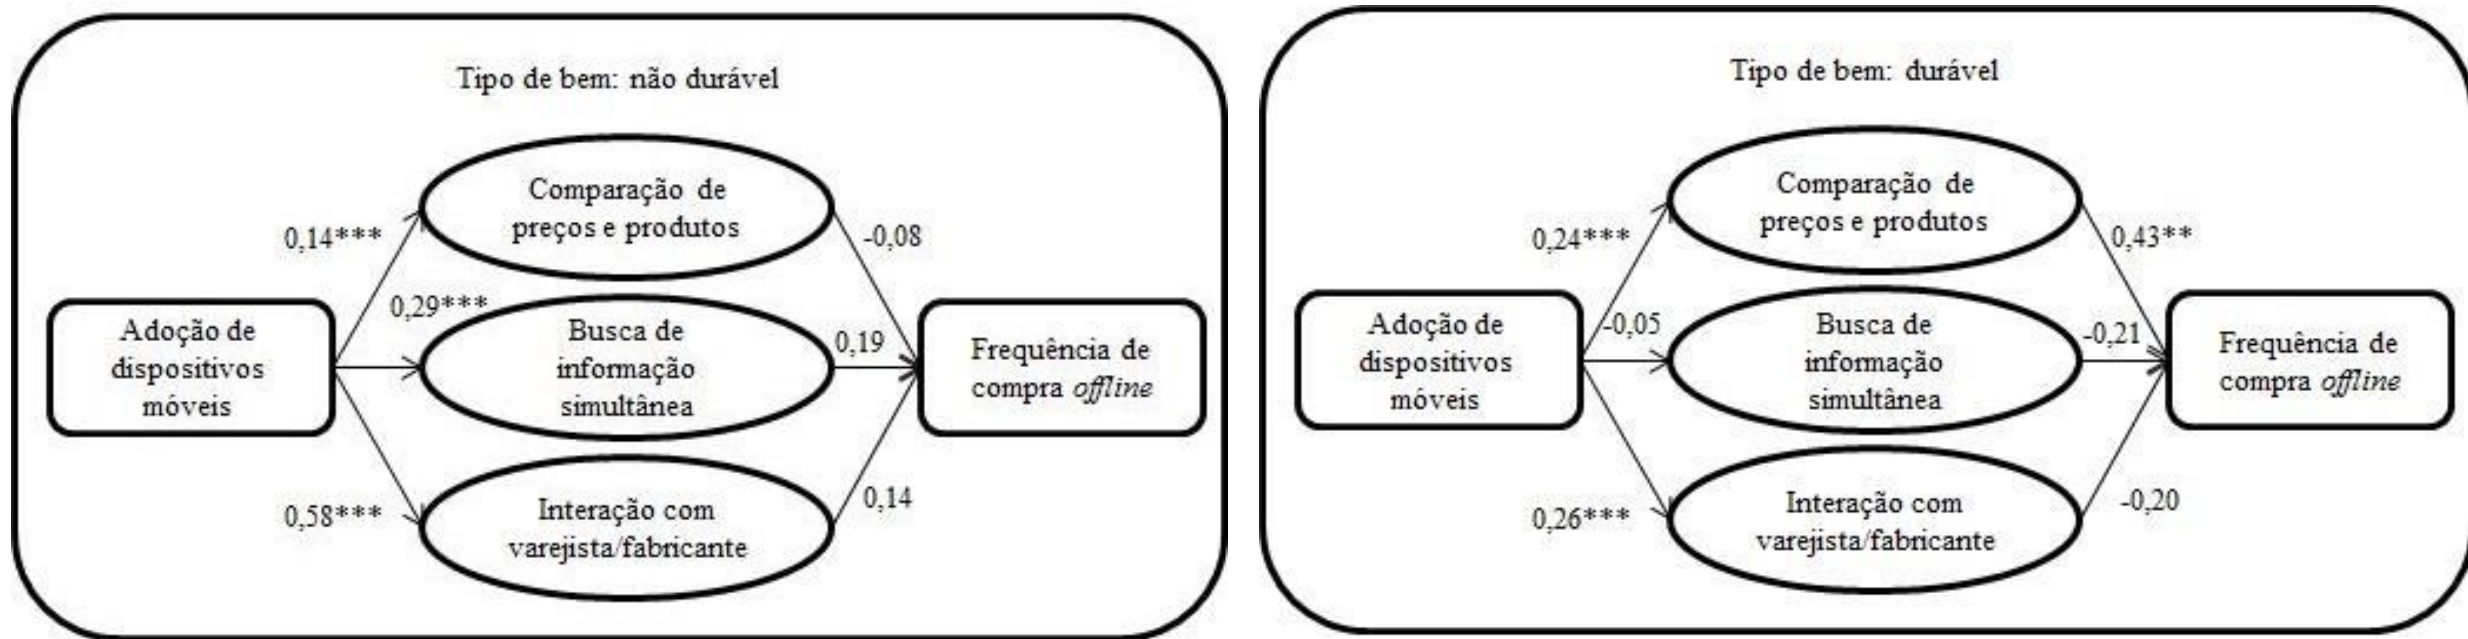 Tipo de bem: não durável
Comparação de
preços e produtos
0,14***
-0,08
0,29***
Adoção de
dispositivos
móveis
Busca de
informação
simultânea
0,19
Frequência de
compra offline
0,58***
Interação com
varejista/fabricante
0,14
Tipo de bem: durável
Comparação de
preços e produtos
0,24***
0,43**
Adoção de
dispositivos
móveis
-0,05
Busca de
informação
simultânea
-0,21
Frequência de
compra offline
0,26***
Interação com
varejista/fabricante
-0,20